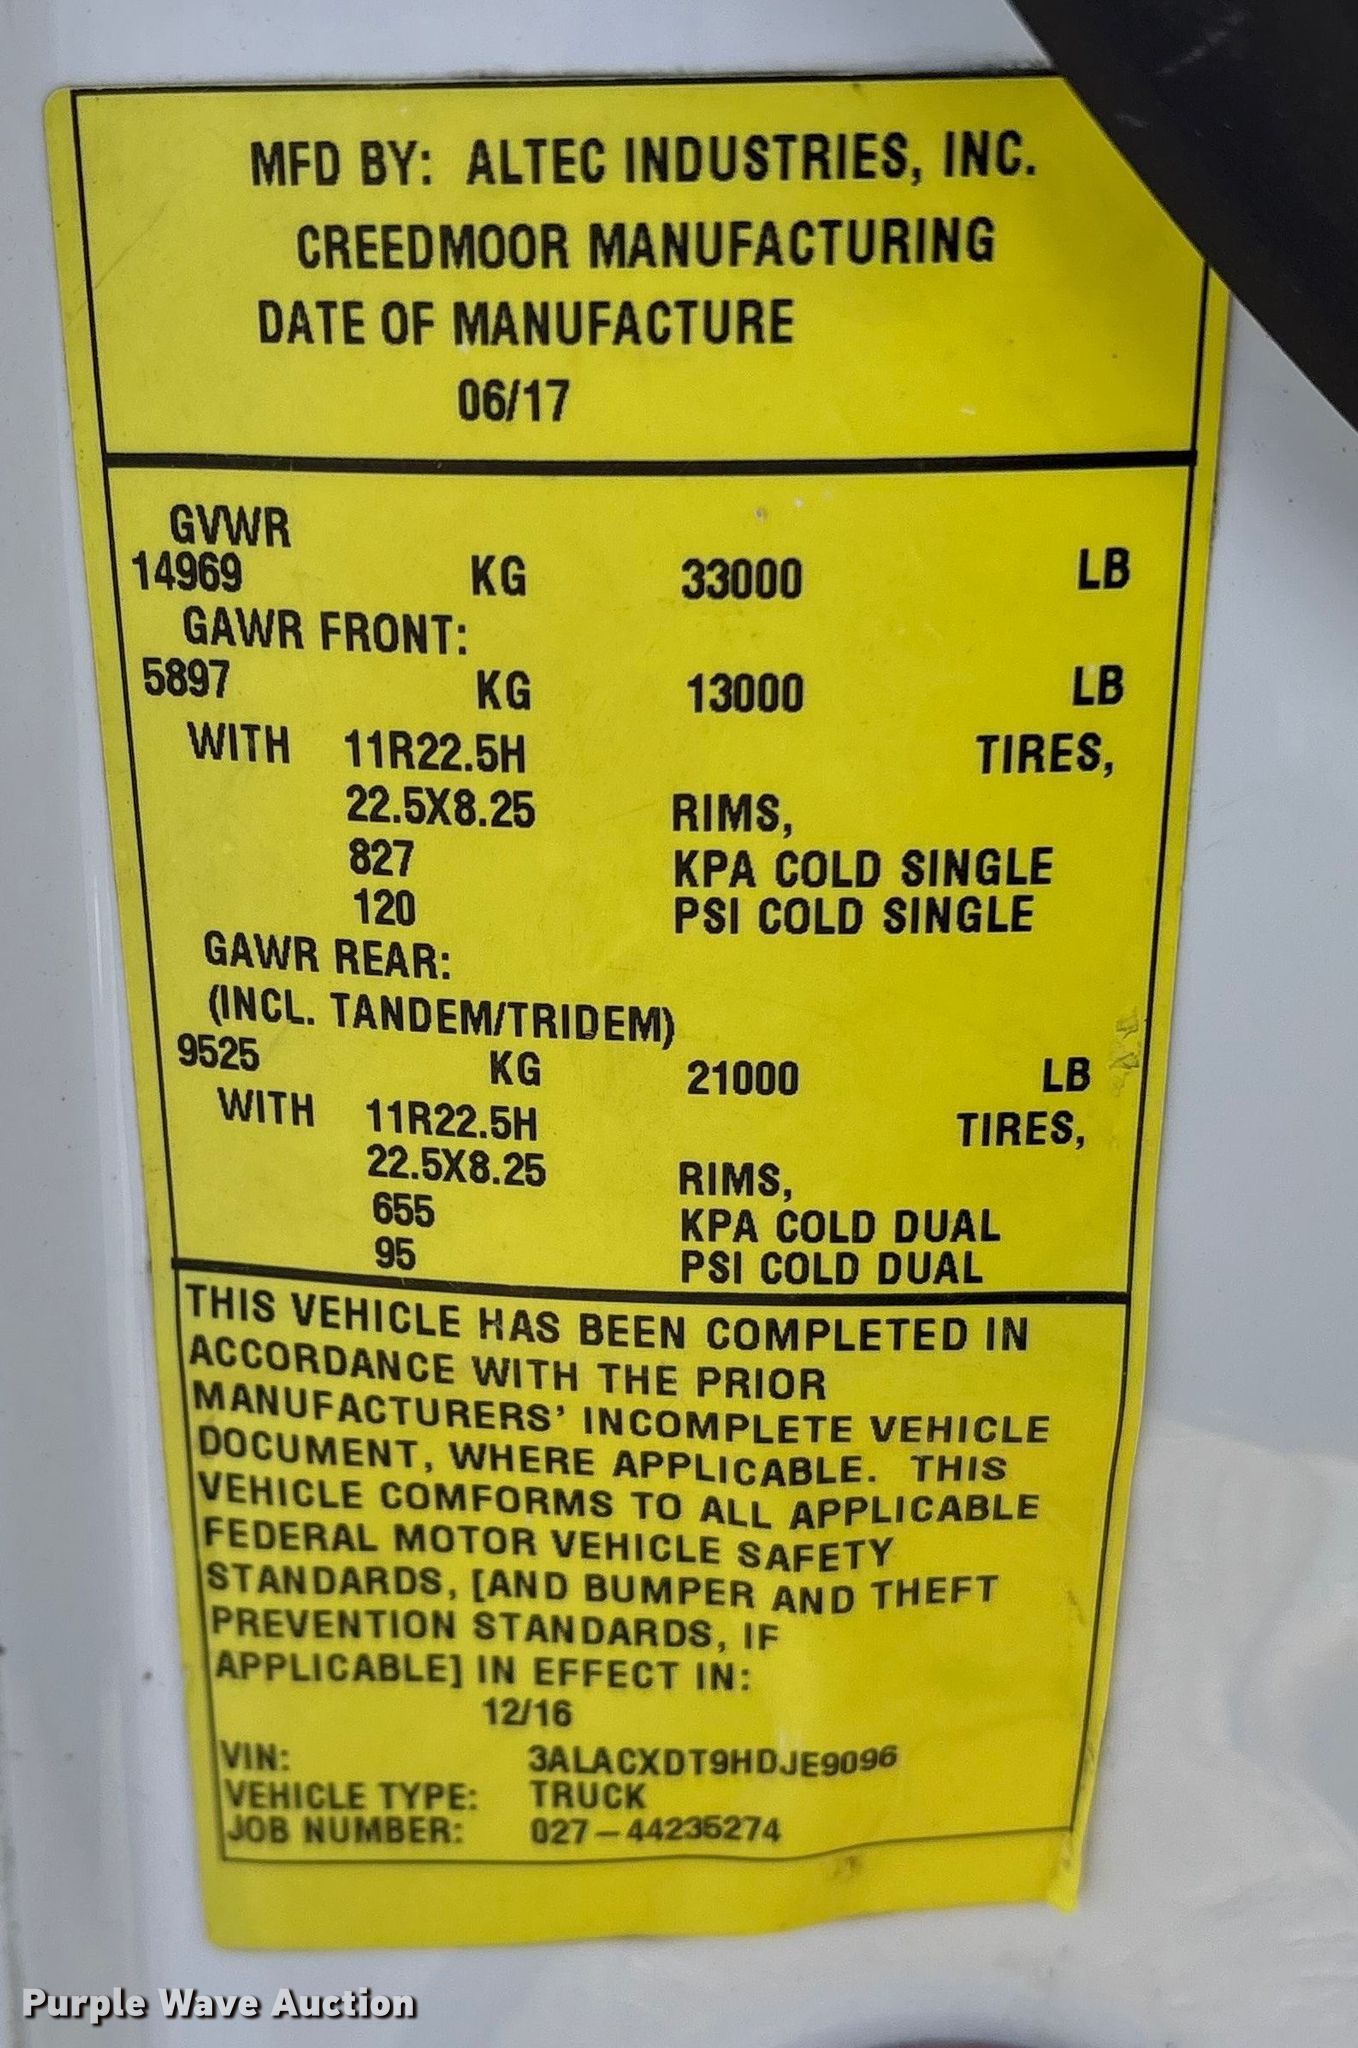 MFD BY: ALTEC INDUSTRIES, INC.
CREEDMOOR MANUFACTURING
DATE OF MANUFACTURE
06/17
GVWR
14969 KG 33000 LB
GAWR FRONT:
5897 KG 13000 LB
WITH 11R22.5H TIRES,
22.5X8.25 RIMS,
827 KPA COLD SINGLE
120 PSI COLD SINGLE
GAWR REAR:
(INCL. TANDEM/TRIDEM)
9525 KG 21000 LB
WITH 11R22.5H TIRES,
22.5X8.25 RIMS,
655 KPA COLD DUAL
95 PSI COLD DUAL
THIS VEHICLE HAS BEEN COMPLETED IN
ACCORDANCE WITH THE PRIOR
MANUFACTURERS' INCOMPLETE VEHICLE
DOCUMENT, WHERE APPLICABLE. THIS
VEHICLE COMFORMS TO ALL APPLICABLE
FEDERAL MOTOR VEHICLE SAFETY
STANDARDS, [AND BUMPER AND THEFT
PREVENTION STANDARDS, IF
APPLICABLE] IN EFFECT IN:
12/16
VIN: 3ALACXDT9HDJE9096
VEHICLE TYPE: TRUCK
JOB NUMBER: 027-44235274
Purple Wave Auction